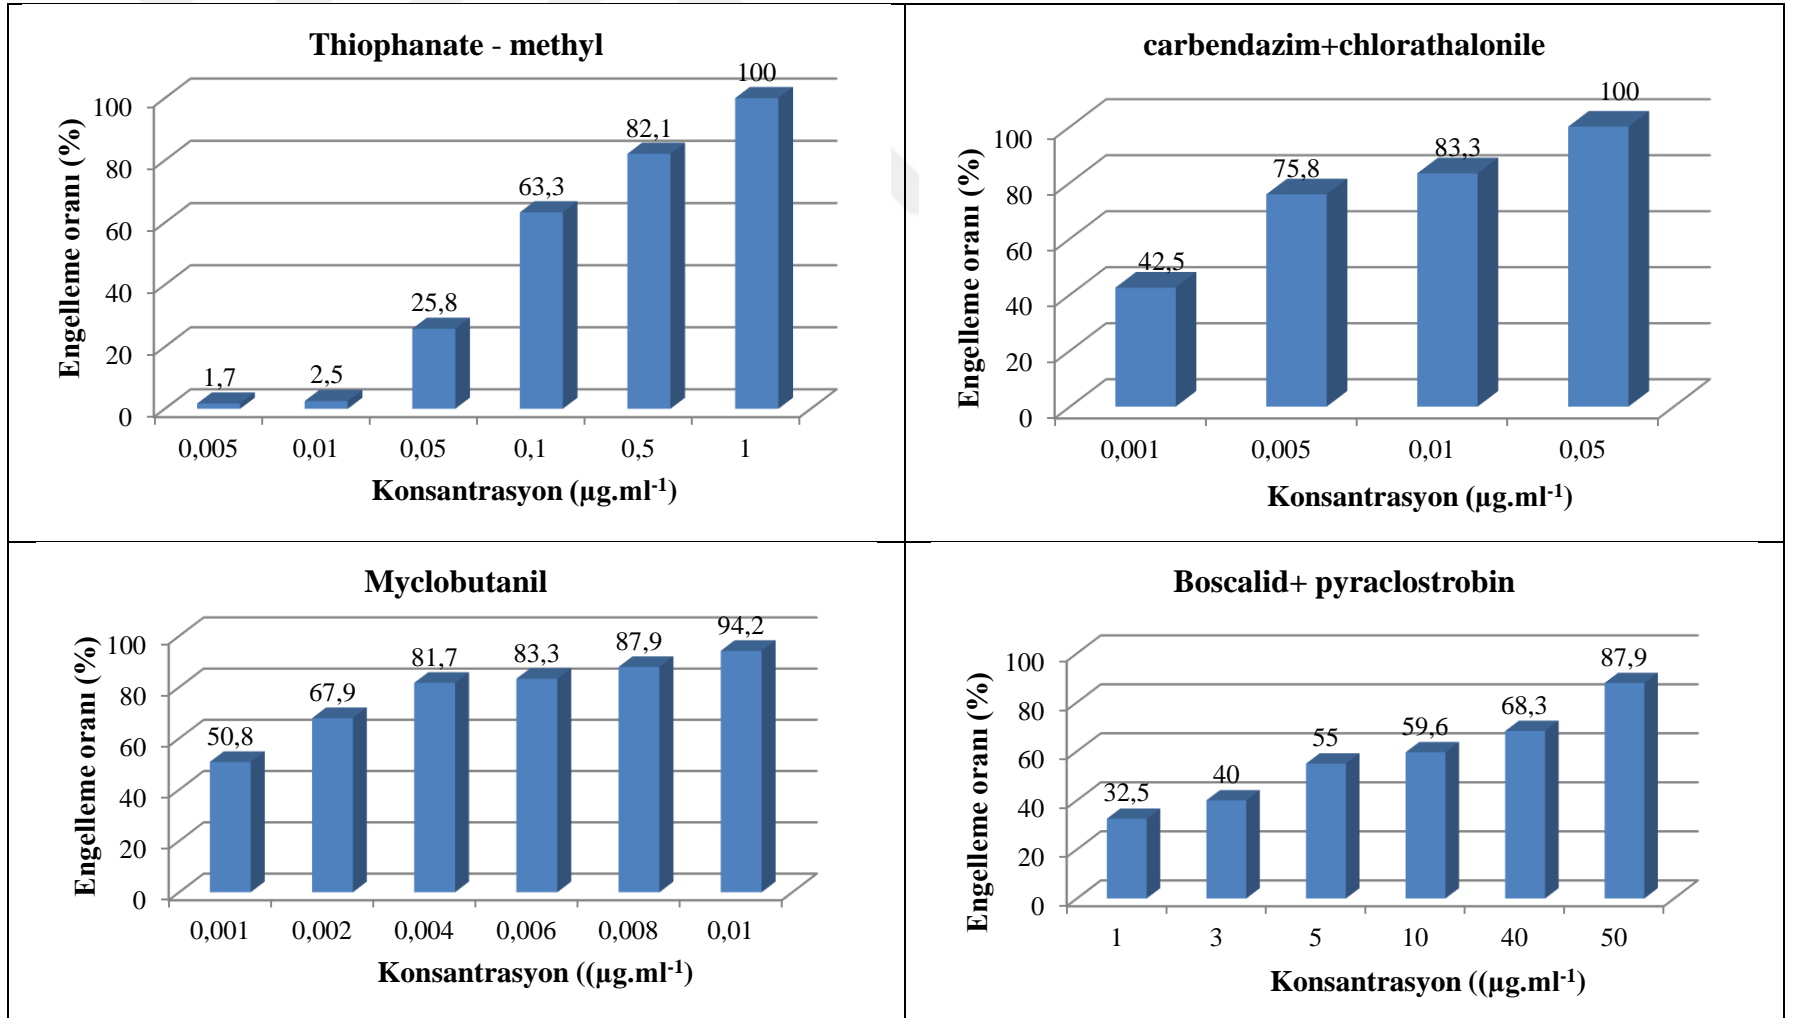 Thiophanate - methyl
Engelleme oranı (%)
100
80
60
40
20
0
1,7
2,5
25,8
63,3
82,1
100
0,005 0,01 0,05 0,1 0,5 1
Konsantrasyon (µg.ml-1)
carbendazim+chlorathalonile
Engelleme oranı (%)
100
80
60
40
20
0
42,5
75,8
83,3
100
0,001 0,005 0,01 0,05
Konsantrasyon (µg.ml-1)
Myclobutanil
Engelleme oranı (%)
100
80
60
40
20
0
50,8
67,9
81,7
83,3
87,9
94,2
0,001 0,002 0,004 0,006 0,008 0,01
Konsantrasyon ((µg.ml-1)
Boscalid+ pyraclostrobin
Engelleme oranı (%)
100
80
60
40
20
0
32,5
40
55
59,6
68,3
87,9
1 3 5 10 40 50
Konsantrasyon ((µg.ml-1)